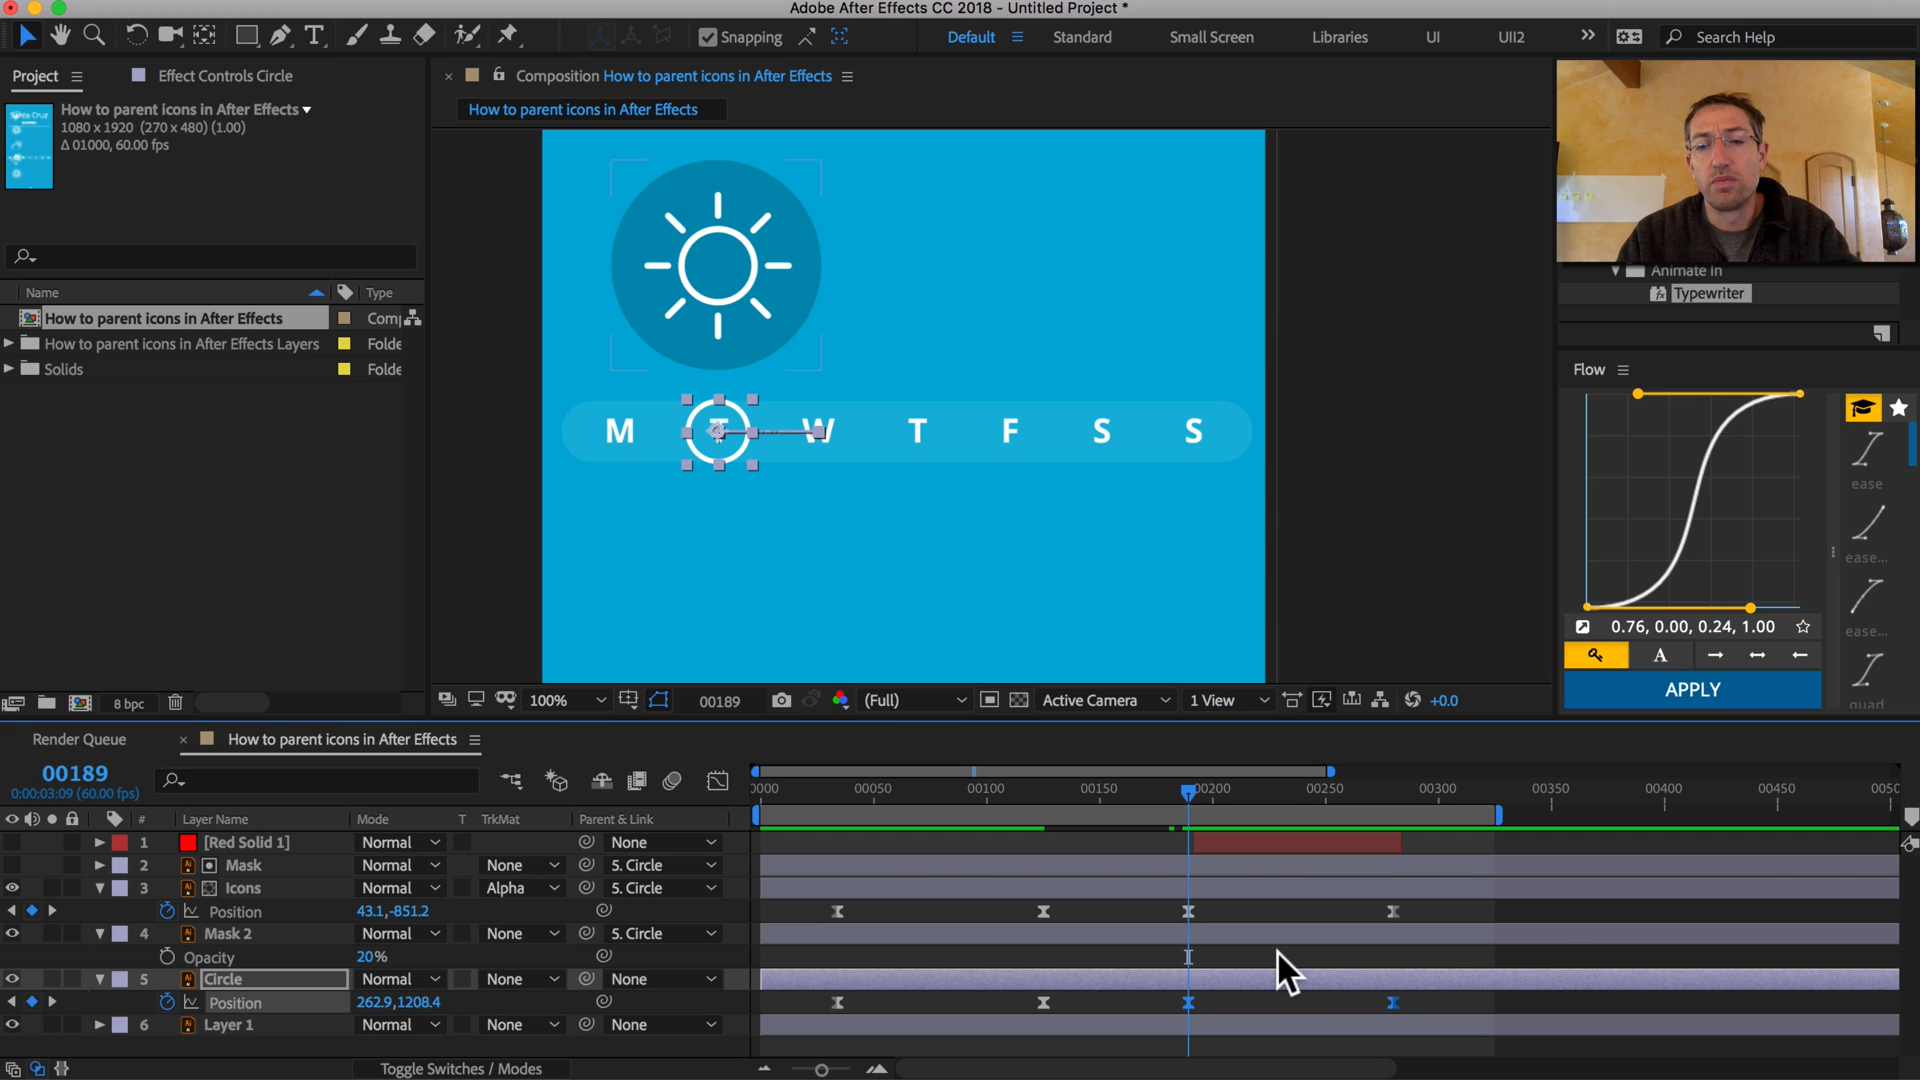 Adobe After Effects CC 2018 - Untitled Project *
Snapping
Default
Standard
Small Screen
Libraries
UI
UII2
Search Help
Project
Effect Controls Circle
Composition How to parent icons in After Effects
How to parent icons in After Effects
1080 x 1920 (270 x 480) (1.00)
Δ 01000, 60.00 fps
How to parent icons in After Effects
Name
Type
How to parent icons in After Effects
How to parent icons in After Effects Layers
Folde
Solids
Folde
M T W T F S S
Animate In
Typewriter
Flow
ease
ease...
ease...
quad
0.76, 0.00, 0.24, 1.00
A
APPLY
8 bpc
100%
00189
(Full)
Active Camera
1 View
+0.0
Render Queue
How to parent icons in After Effects
00189
0:00:03:09 (60.00 fps)
0000 00050 00100 00150 00200 00250 00300 00350 00400 00450 0050
# Layer Name Mode T TrkMat Parent & Link
1 [Red Solid 1] Normal None
2 Mask Normal None 5. Circle
3 Icons Normal Alpha 5. Circle
Position 43.1,-851.2
4 Mask 2 Normal None 5. Circle
Opacity 20%
5 Circle Normal None None
Position 262.9,1208.4
6 Layer 1 Normal None None
Toggle Switches / Modes